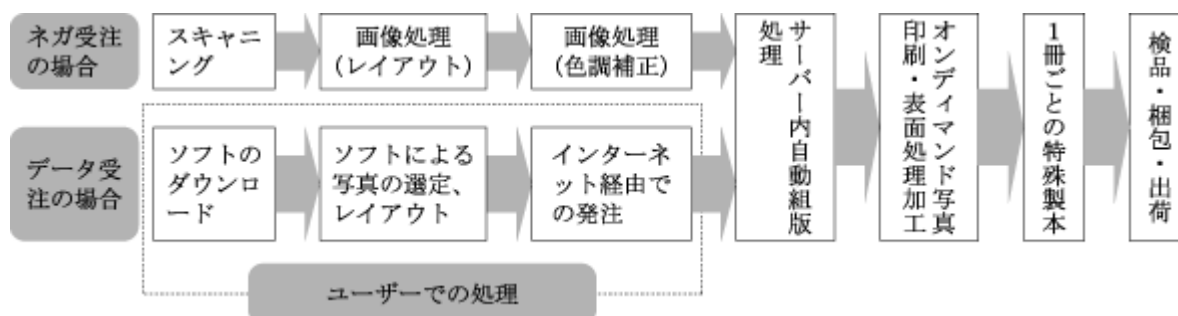 ネガ受注
の場合
スキャニ
ング
画像処理
(レイアウト)
画像処理
(色調補正)
データ受
注の場合
ソフトの
ダウンロ
ード
ソフトによる
写真の選定、
レイアウト
インターネ
ット経由で
の発注
ユーザーでの処理
サーバー内自動組版
処理
オンディマンド写真
印刷・表面処理加工
1冊ごとの特殊製本
検品・梱包・出荷